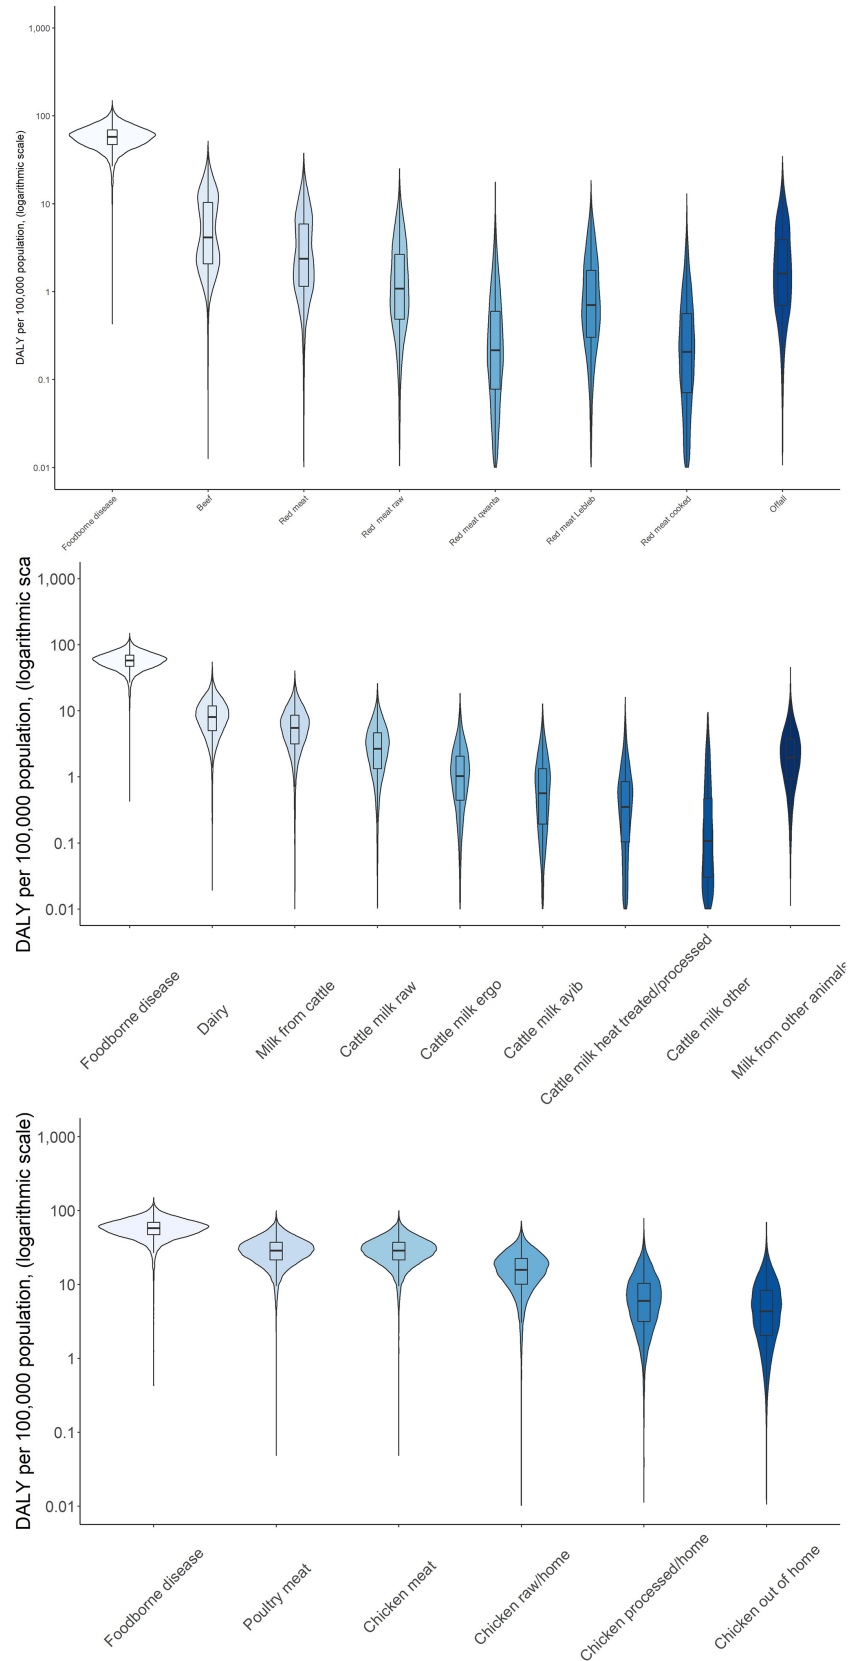 DALY per 100,000 population, (logarithmic scale)
1,000
100
10
1
0.1
0.01
Foodborne disease
Beef
Red meat
Red meat raw
Red meat qwanta
Red meat Lebleb
Red meat cooked
Offall
DALY per 100,000 population, (logarithmic sca
1,000
100
10
1
0.1
0.01
Foodborne disease
Dairy
Milk from cattle
Cattle milk raw
Cattle milk ergo
Cattle milk ayib
Cattle milk heat treated/processed
Cattle milk other
Milk from other animals
DALY per 100,000 population, (logarithmic scale)
1,000
100
10
1
0.1
0.01
Foodborne disease
Poultry meat
Chicken meat
Chicken raw/home
Chicken processed/home
Chicken out of home